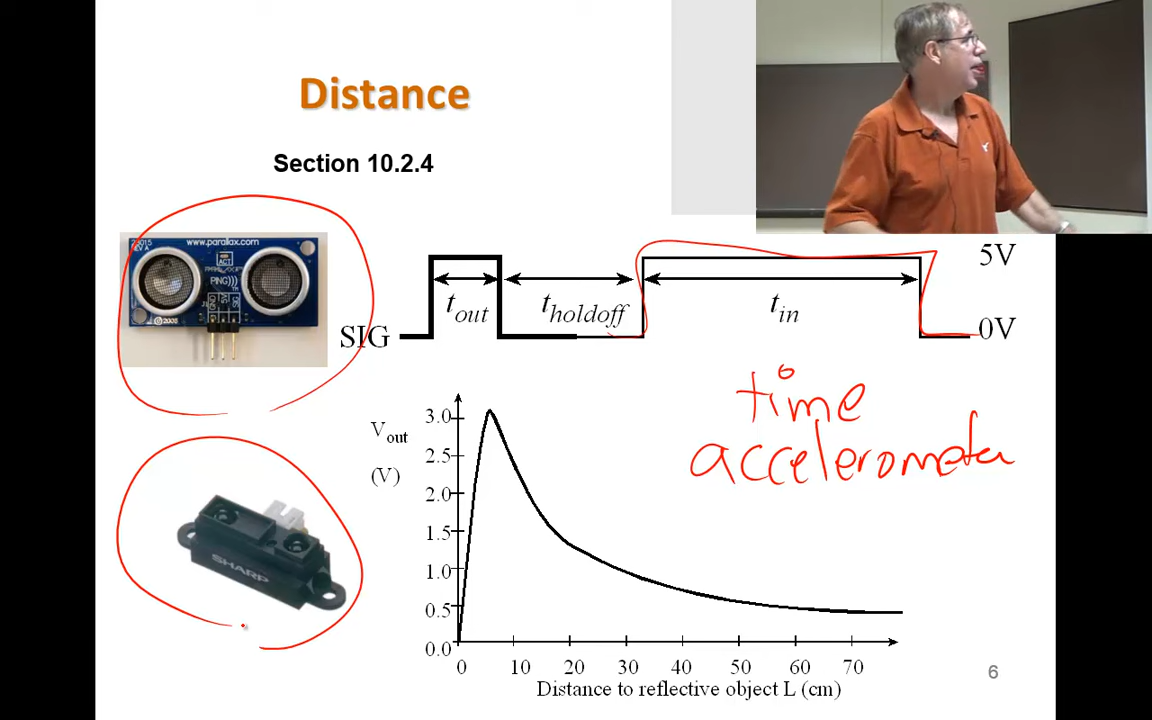 Distance
Section 10.2.4
www.parallax.com
ACT
PING)))
SIG
t_out
t_holdoff
t_in
5V
0V
time
accelerometer
V_out
(V)
3.0
2.5
2.0
1.5
1.0
0.5
0.0
0 10 20 30 40 50 60 70
Distance to reflective object L (cm)
SHARP
6